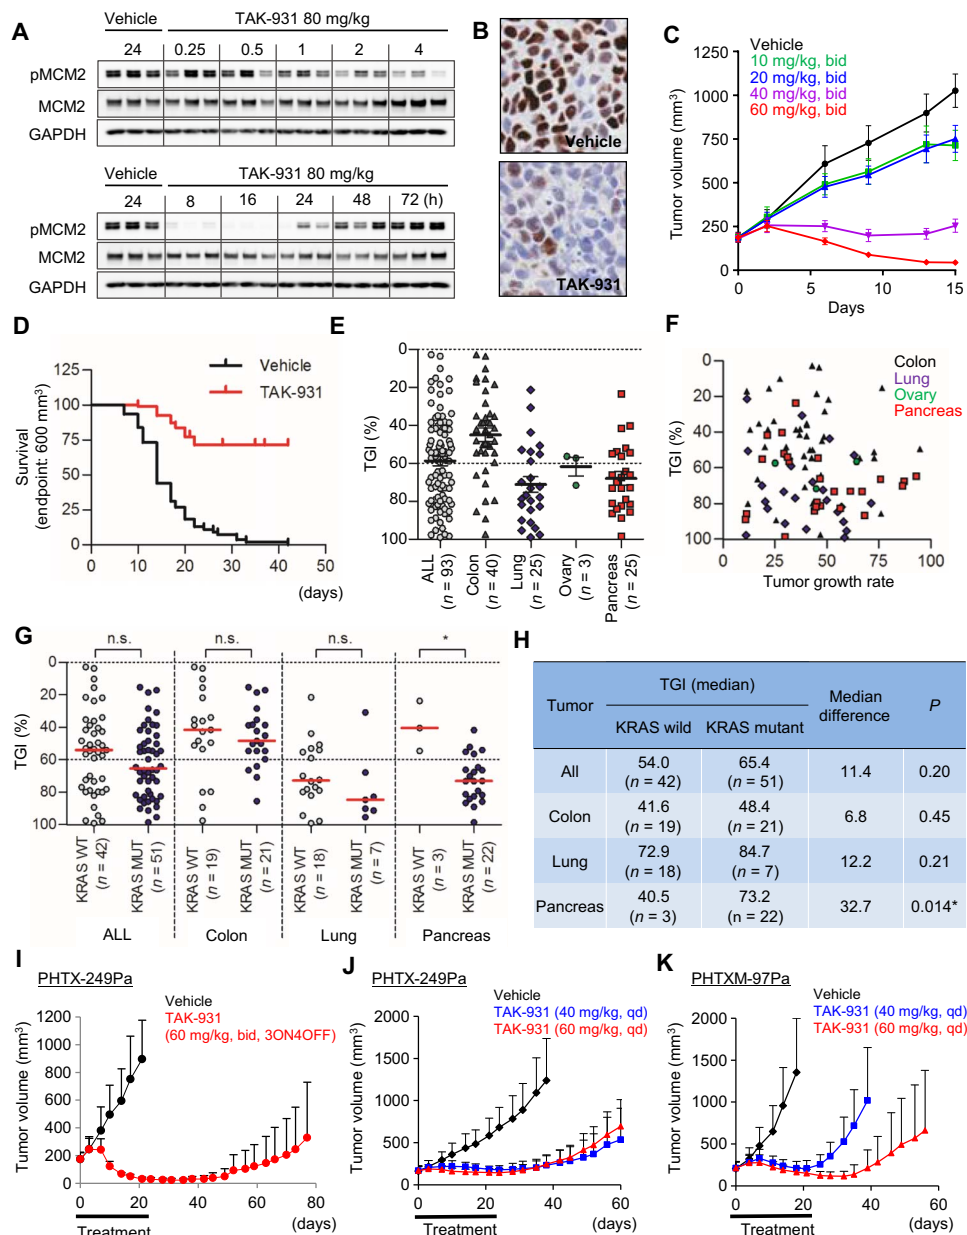 A
Vehicle TAK-931 80 mg/kg
24 0.25 0.5 1 2 4
pMCM2
MCM2
GAPDH
Vehicle TAK-931 80 mg/kg
24 8 16 24 48 72 (h)
pMCM2
MCM2
GAPDH
B
Vehicle
TAK-931
C
Vehicle
10 mg/kg, bid
20 mg/kg, bid
40 mg/kg, bid
60 mg/kg, bid
Tumor volume (mm³)
1250
1000
750
500
250
0
0 5 10 15
Days
D
Survival
(endpoint: 600 mm³)
125
100
75
50
25
0
Vehicle
TAK-931
0 10 20 30 40 50
(days)
E
TGI (%)
0
20
40
60
80
100
ALL
(n = 93)
Colon
(n = 40)
Lung
(n = 25)
Ovary
(n = 3)
Pancreas
(n = 25)
F
TGI (%)
0
20
40
60
80
100
Colon
Lung
Ovary
Pancreas
0 25 50 75 100
Tumor growth rate
G
n.s. n.s. n.s. *
TGI (%)
0
20
40
60
80
100
KRAS WT
(n = 42)
KRAS MUT
(n = 51)
KRAS WT
(n = 19)
KRAS MUT
(n = 21)
KRAS WT
(n = 18)
KRAS MUT
(n = 7)
KRAS WT
(n = 3)
KRAS MUT
(n = 22)
ALL Colon Lung Pancreas
H
Tumor TGI (median) Median difference P
KRAS wild KRAS mutant
All 54.0 (n = 42) 65.4 (n = 51) 11.4 0.20
Colon 41.6 (n = 19) 48.4 (n = 21) 6.8 0.45
Lung 72.9 (n = 18) 84.7 (n = 7) 12.2 0.21
Pancreas 40.5 (n = 3) 73.2 (n = 22) 32.7 0.014*
I
PHTX-249Pa
Vehicle
TAK-931
(60 mg/kg, bid, 3ON4OFF)
Tumor volume (mm³)
1200
1000
800
600
400
200
0
0 20 40 60 80
(days)
Treatment
J
PHTX-249Pa
Vehicle
TAK-931 (40 mg/kg, qd)
TAK-931 (60 mg/kg, qd)
Tumor volume (mm³)
2000
1500
1000
500
0
0 20 40 60
(days)
Treatment
K
PHTXM-97Pa
Vehicle
TAK-931 (40 mg/kg, qd)
TAK-931 (60 mg/kg, qd)
Tumor volume (mm³)
2000
1500
1000
500
0
0 20 40 60
(days)
Treatment